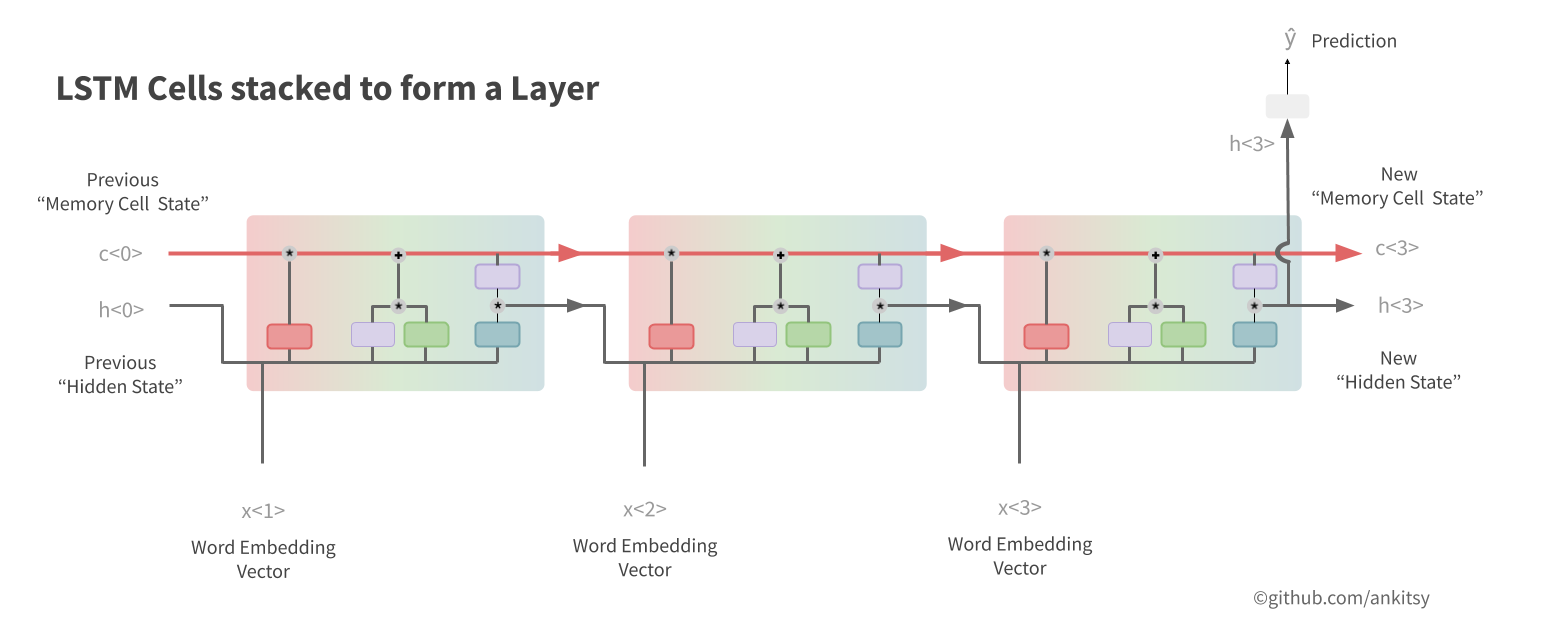 ŷ Prediction
LSTM Cells stacked to form a Layer
h<3>
Previous
“Memory Cell State”
c<0>
h<0>
Previous
“Hidden State”
New
“Memory Cell State”
c<3>
h<3>
New
“Hidden State”
*
+
*
*
*
+
*
*
*
+
*
*
x<1>
Word Embedding
Vector
x<2>
Word Embedding
Vector
x<3>
Word Embedding
Vector
©github.com/ankitsy